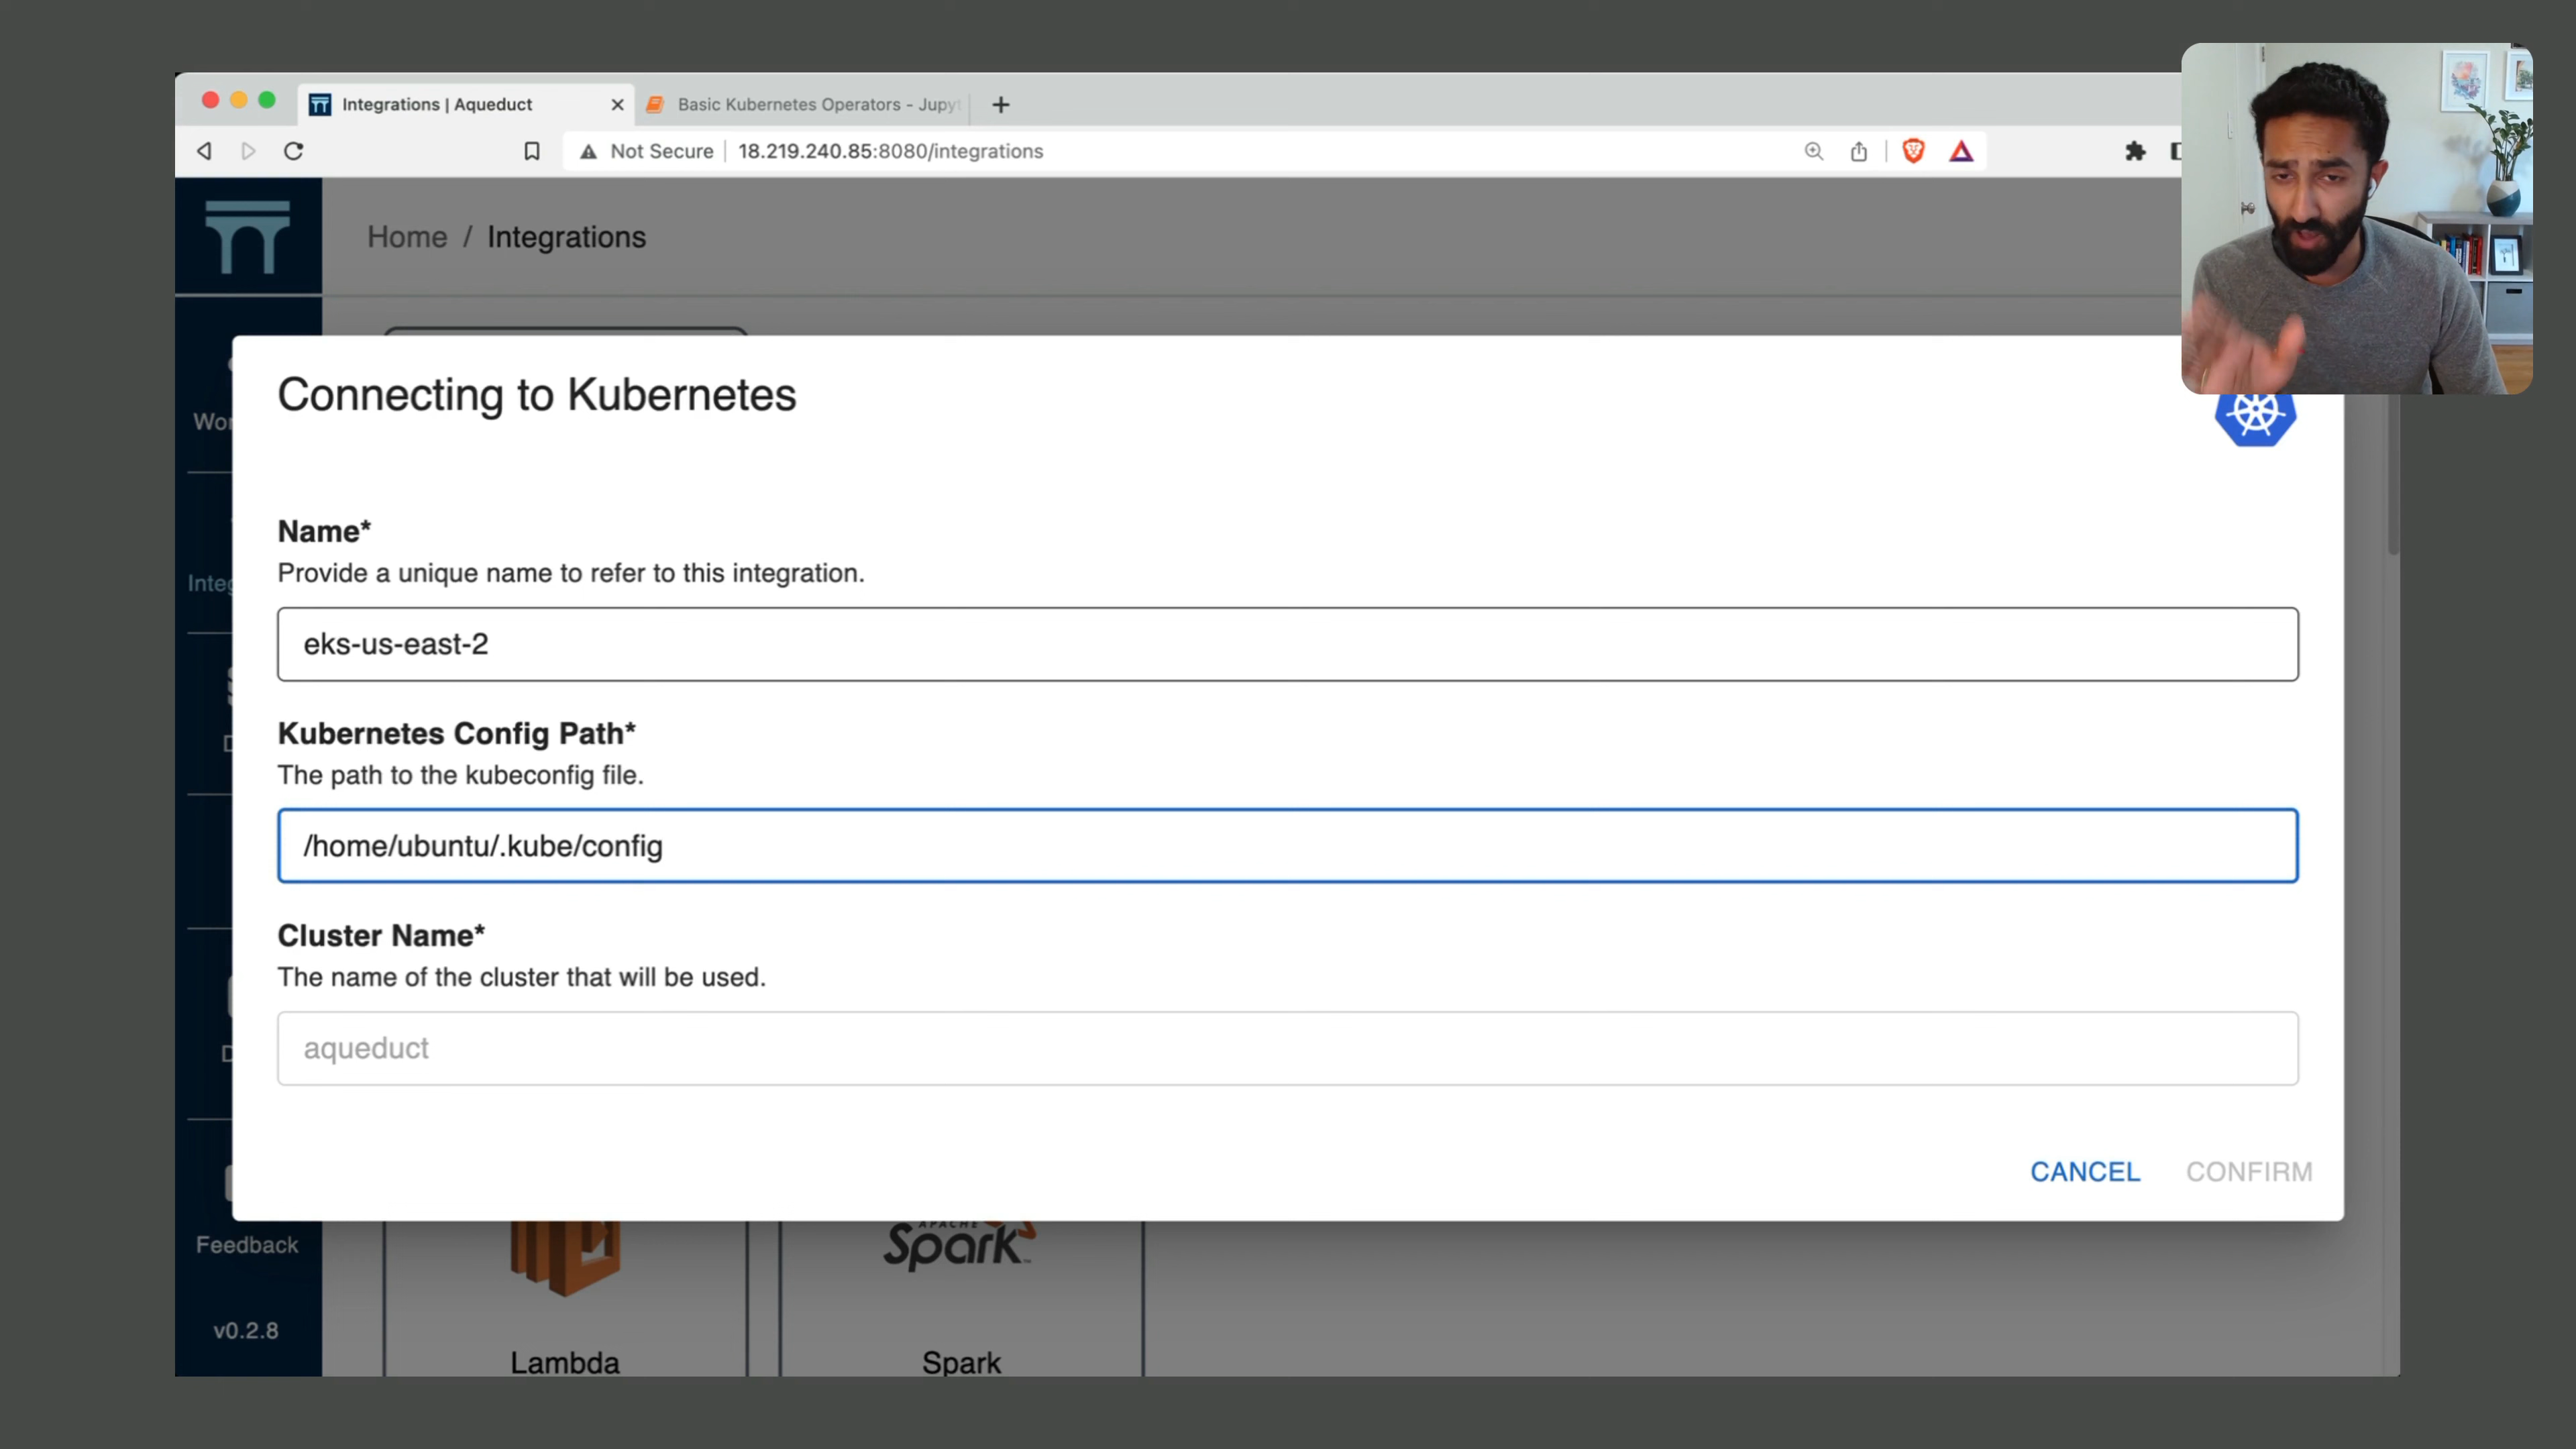 Integrations | Aqueduct
Basic Kubernetes Operators - Jupyt
Not Secure
18.219.240.85:8080/integrations
Home / Integrations
Connecting to Kubernetes
Name*
Provide a unique name to refer to this integration.
eks-us-east-2
Kubernetes Config Path*
The path to the kubeconfig file.
/home/ubuntu/.kube/config
Cluster Name*
The name of the cluster that will be used.
aqueduct
CANCEL CONFIRM
Feedback
v0.2.8
APACHE
Spark
Lambda
Spark